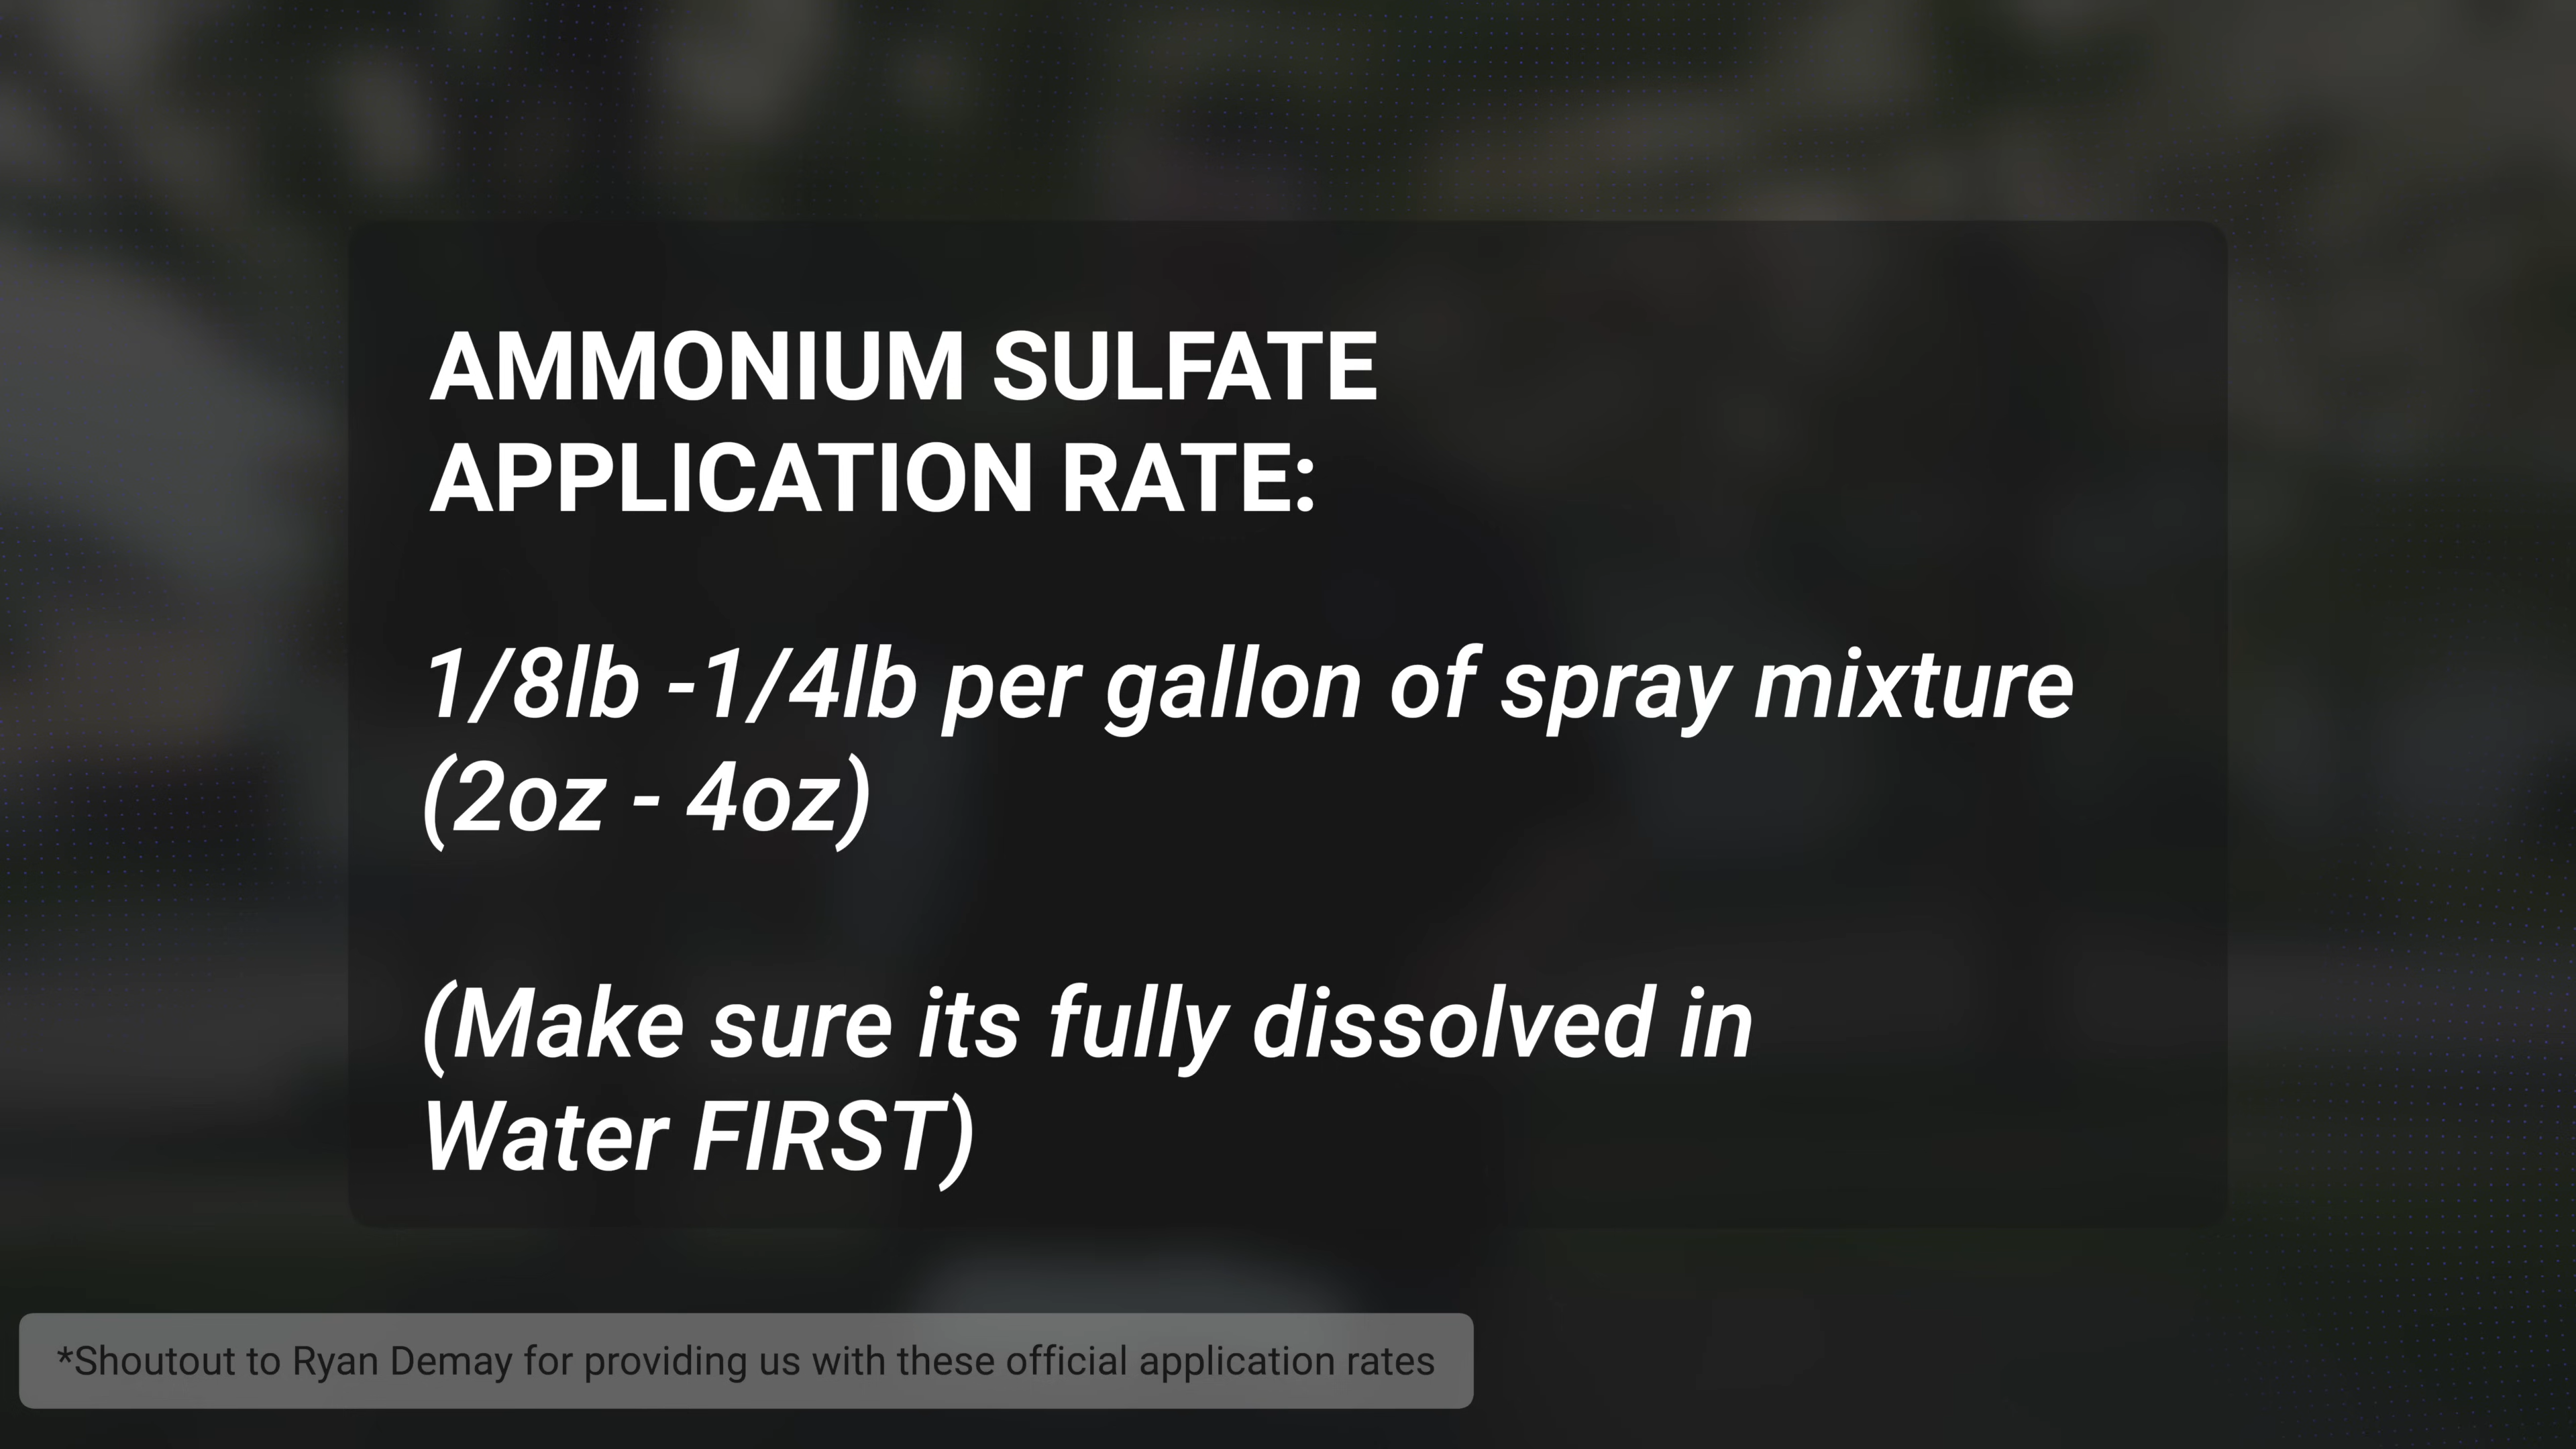 AMMONIUM SULFATE
APPLICATION RATE:
1/8lb -1/4lb per gallon of spray mixture
(2oz - 4oz)
(Make sure its fully dissolved in
Water FIRST)
*Shoutout to Ryan Demay for providing us with these official application rates